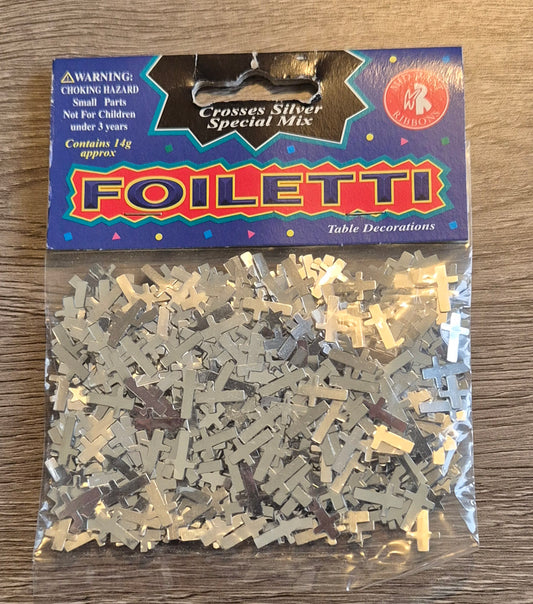 WARNING:
CHOKING HAZARD
Small Parts
Not For Children
under 3 years
Contains 14g
approx
Crosses Silver
Special Mix
RIBBONS
FOILETTI
Table Decorations